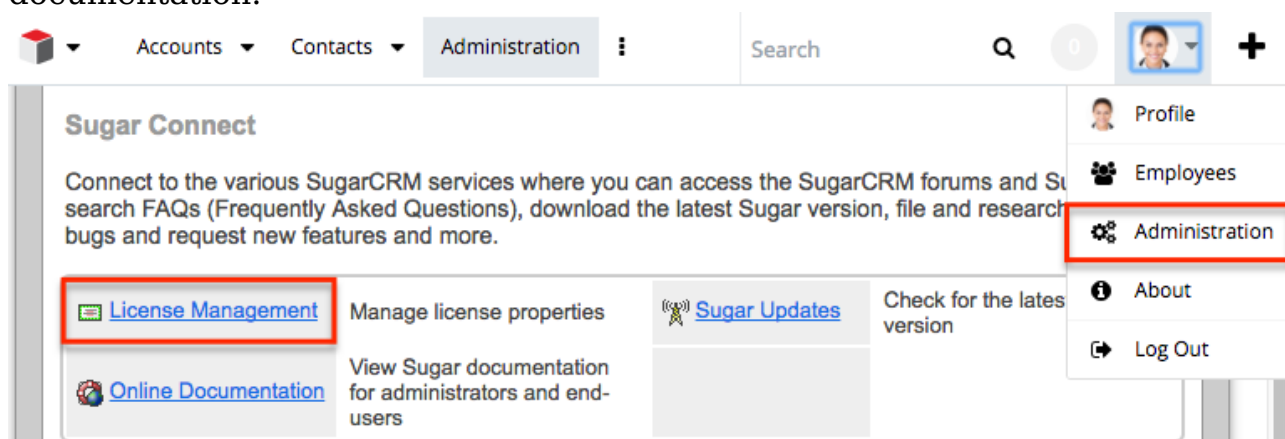 documentation.
Accounts Contacts Administration Search 0
Profile
Employees
Administration
About
Log Out
Sugar Connect
Connect to the various SugarCRM services where you can access the SugarCRM forums and
search FAQs (Frequently Asked Questions), download the latest Sugar version, file and research
bugs and request new features and more.
License Management Manage license properties Sugar Updates Check for the
version
Online Documentation View Sugar documentation
for administrators and end-
users